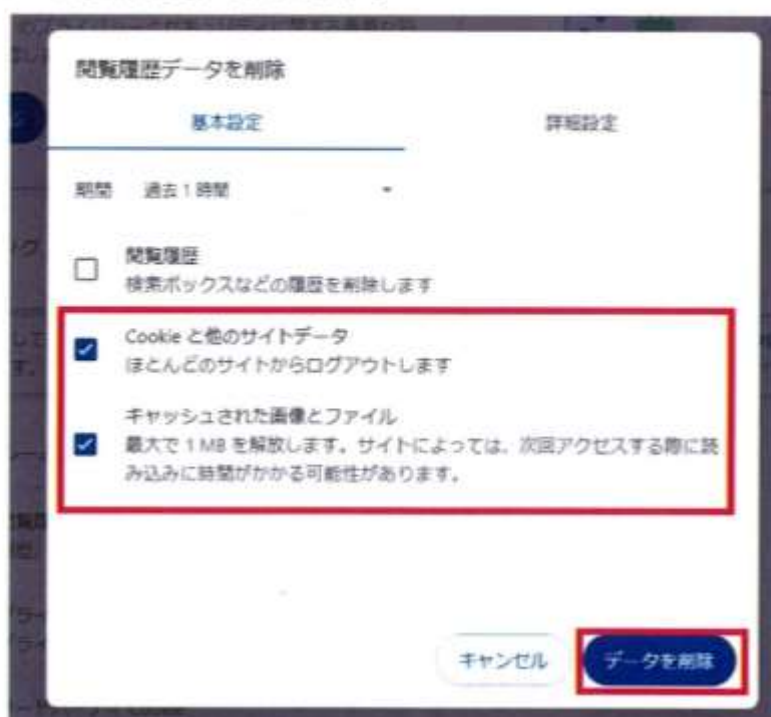 閲覧履歴データを削除
基本設定
詳細設定
期間 過去 1 時間
閲覧履歴
検索ボックスなどの履歴を削除します
Cookie と他のサイトデータ
ほとんどのサイトからログアウトします
キャッシュされた画像とファイル
最大で 1 MB を解放します。サイトによっては、次回アクセスする際に読
み込みに時間がかかる可能性があります。
キャンセル
データを削除